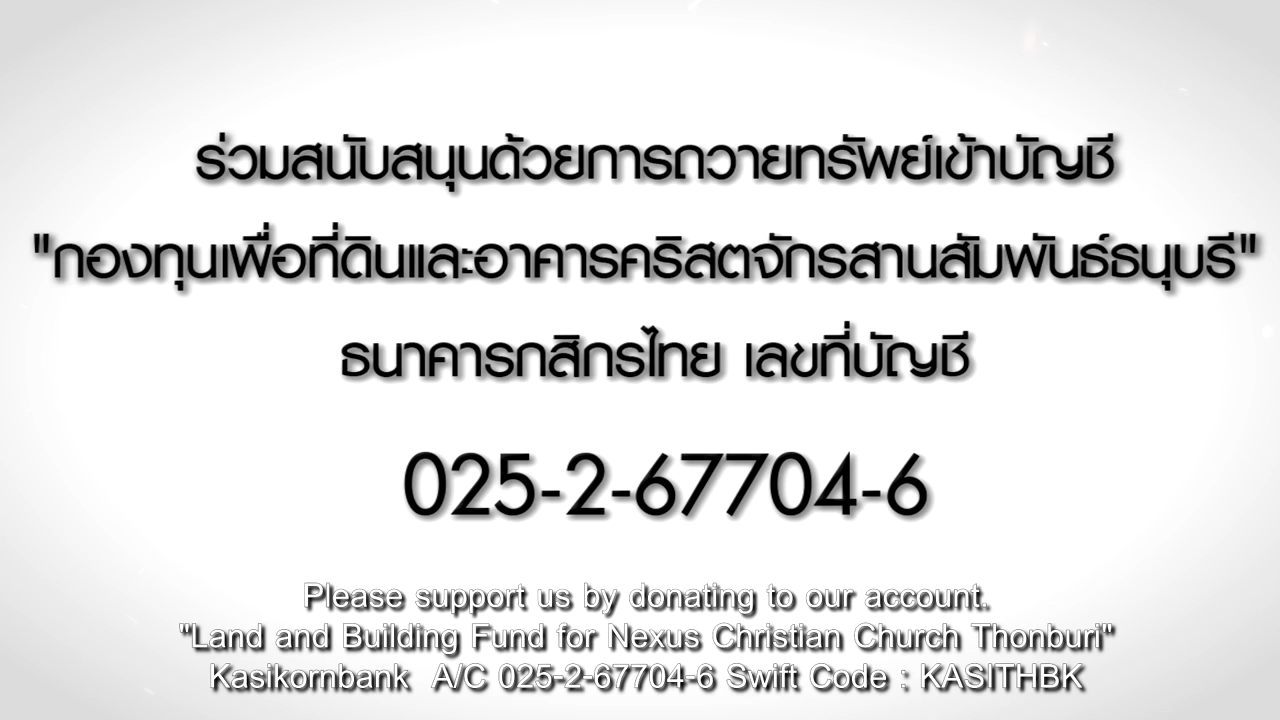 ร่วมสนับสนุนด้วยการถวายทรัพย์เข้าบัญชี
"กองทุนเพื่อที่ดินและอาคารคริสตจักรสานสัมพันธ์ธนบุรี"
ธนาคารกสิกรไทย เลขที่บัญชี
025-2-67704-6
Please support us by donating to our account.
"Land and Building Fund for Nexus Christian Church Thonburi"
Kasikornbank  A/C 025-2-67704-6 Swift Code : KASITHBK